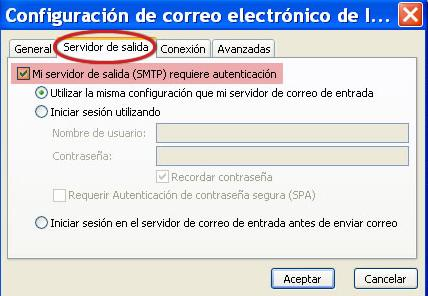 Configuración de correo electrónico de I...
General Servidor de salida Conexión Avanzadas
Mi servidor de salida (SMTP) requiere autenticación
Utilizar la misma configuración que mi servidor de correo de entrada
Iniciar sesión utilizando
Nombre de usuario:
Contraseña:
Recordar contraseña
Requerir Autenticación de contraseña segura (SPA)
Iniciar sesión en el servidor de correo de entrada antes de enviar correo
Aceptar Cancelar